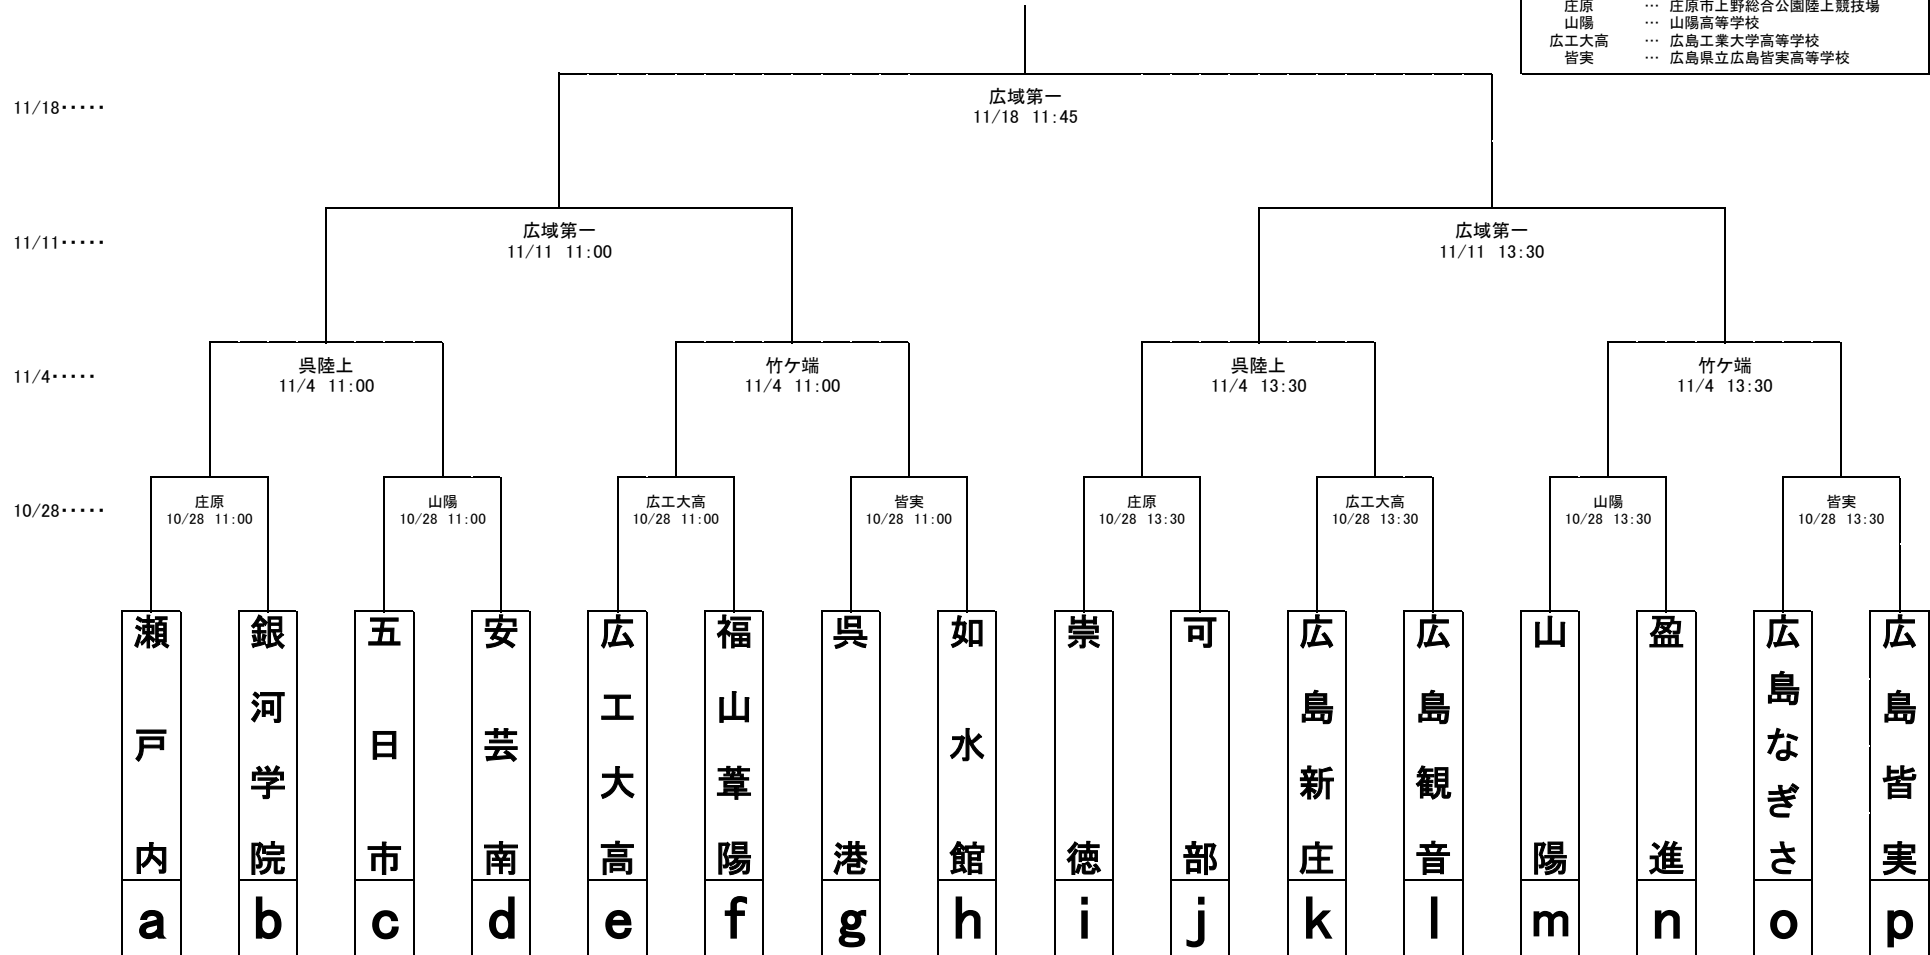 庄原 … 庄原市上野総合公園陸上競技場
山陽 … 山陽高等学校
広工大高 … 広島工業大学高等学校
皆実 … 広島県立広島皆実高等学校
11/18・・・・・
広域第一
11/18 11:45
11/11・・・・・
広域第一
11/11 11:00
広域第一
11/11 13:30
11/4・・・・・
呉陸上
11/4 11:00
竹ケ端
11/4 11:00
呉陸上
11/4 13:30
竹ケ端
11/4 13:30
10/28・・・・・
庄原
10/28 11:00
山陽
10/28 11:00
広工大高
10/28 11:00
皆実
10/28 11:00
庄原
10/28 13:30
広工大高
10/28 13:30
山陽
10/28 13:30
皆実
10/28 13:30
瀬戸内
銀河学院
五日市
安芸南
広工大高
福山葦陽
呉港
如水館
崇徳
可部
広島新庄
広島観音
山陽
盈進
広島なぎさ
広島皆実
a b c d e f g h i j k l m n o p